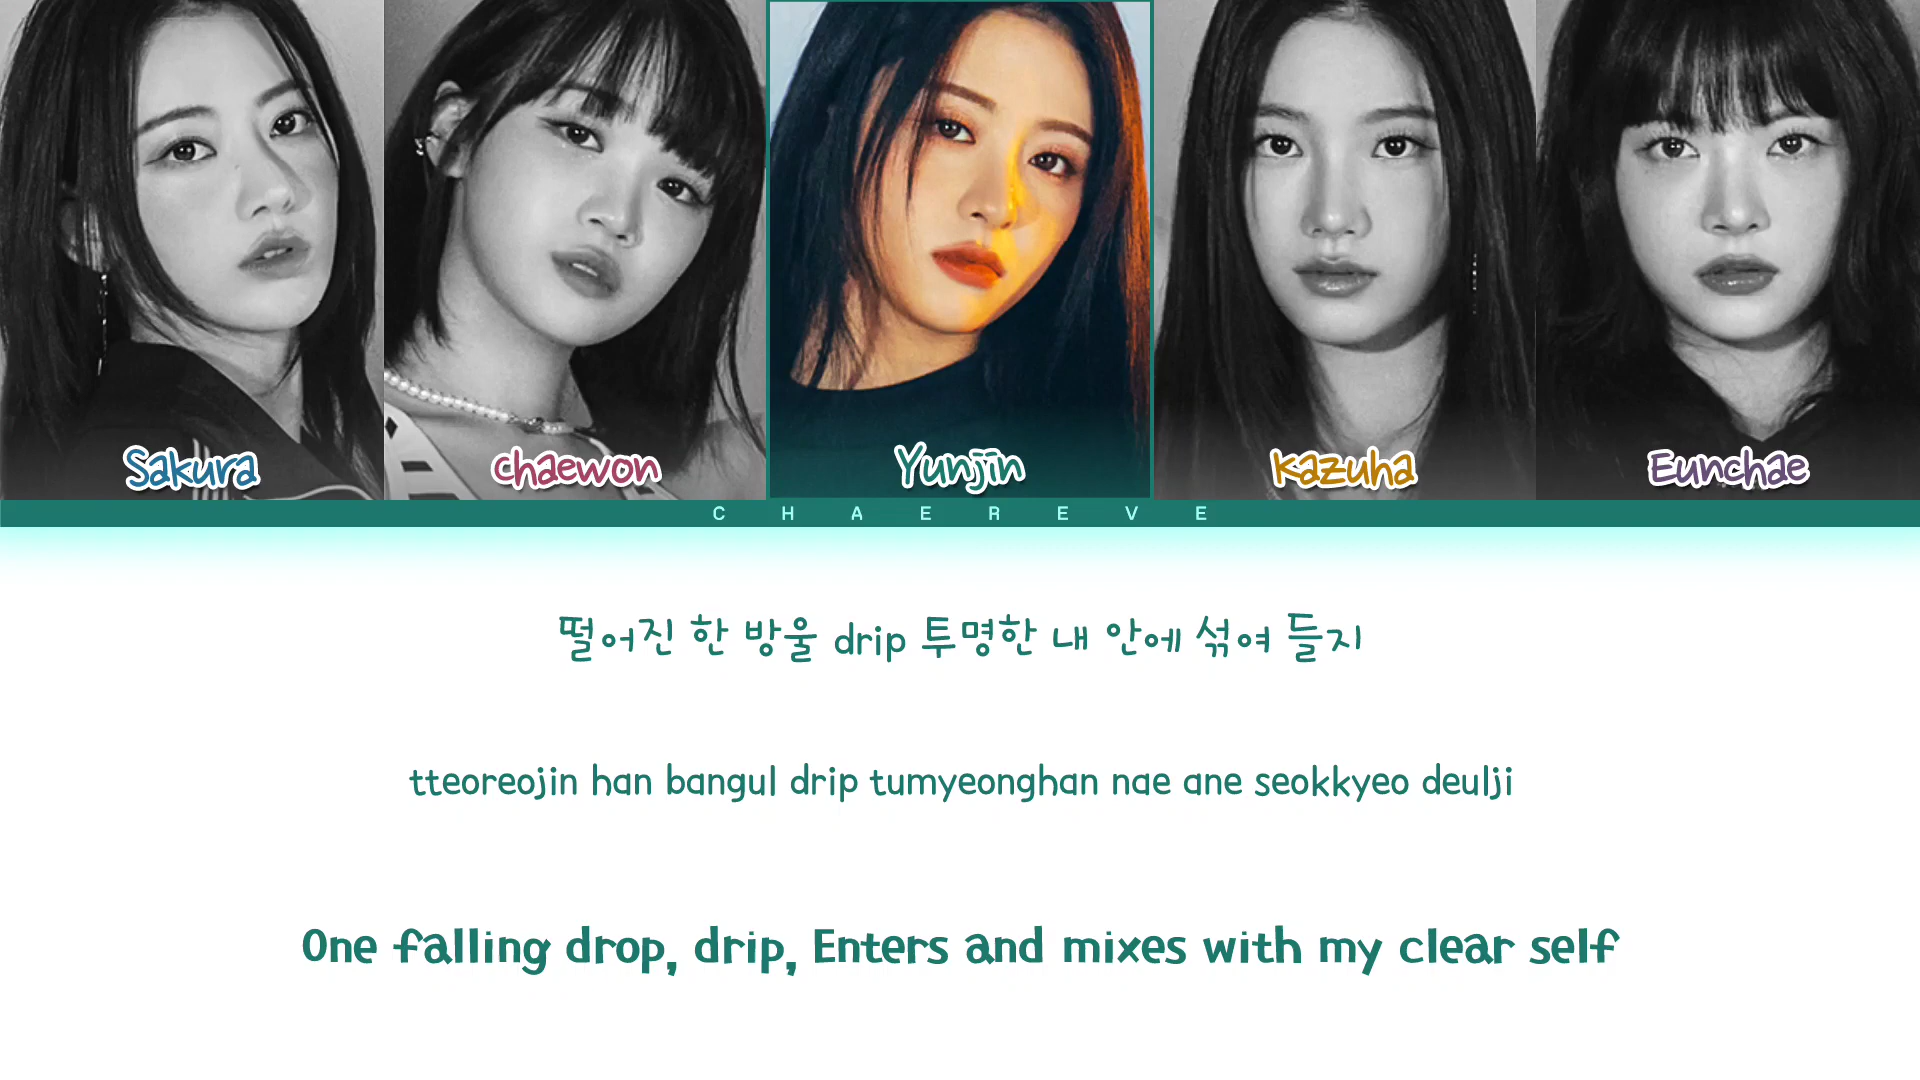 Sakura chaewon Yunjin Kazuha Eunchae
CHAEREVE
떨어진 한 방울 drip 투명한 내 안에 섞여 들지
tteoreojin han bangul drip tumyeonghan nae ane seokkyeo deulji
One falling drop, drip, Enters and mixes with my clear self